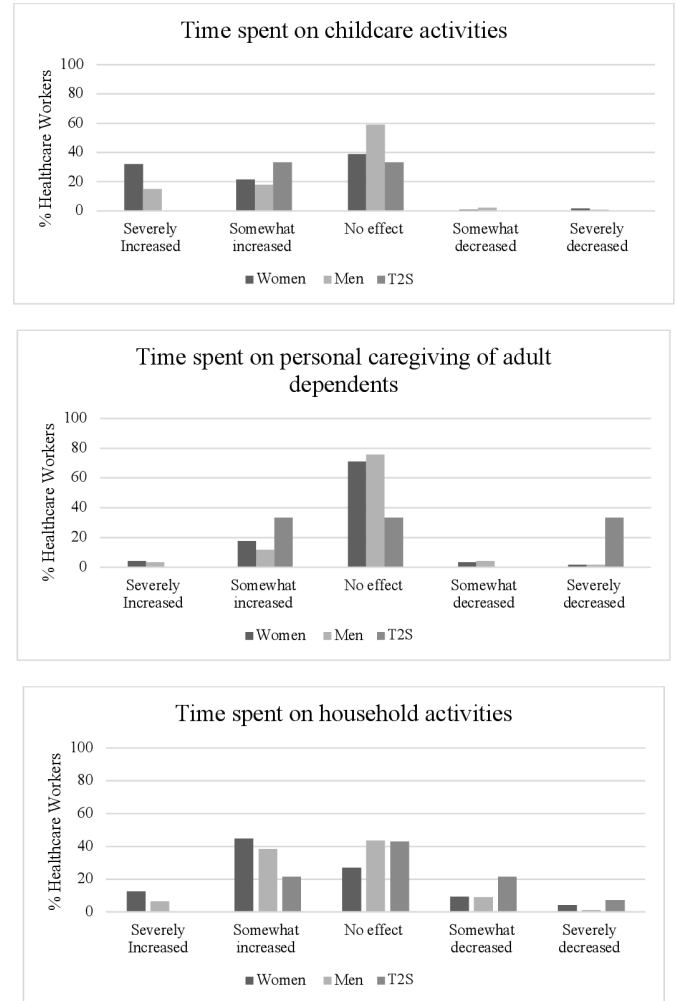 Time spent on childcare activities
% Healthcare Workers
100
80
60
40
20
0
Severely Increased
Somewhat increased
No effect
Somewhat decreased
Severely decreased
Women Men T2S
Time spent on personal caregiving of adult
dependents
% Healthcare Workers
100
80
60
40
20
0
Severely Increased
Somewhat increased
No effect
Somewhat decreased
Severely decreased
Women Men T2S
Time spent on household activities
% Healthcare Workers
100
80
60
40
20
0
Severely Increased
Somewhat increased
No effect
Somewhat decreased
Severely decreased
Women Men T2S